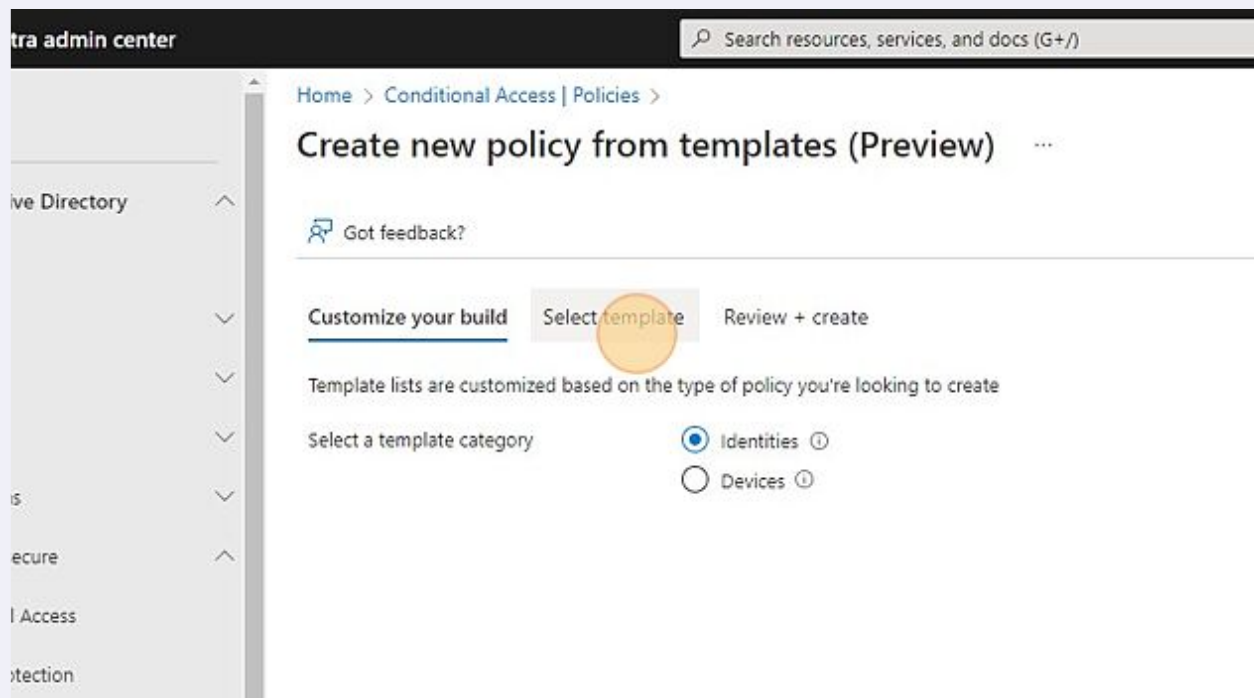 tra admin center
Search resources, services, and docs (G+/)
Home > Conditional Access | Policies >
Create new policy from templates (Preview) ...
ive Directory
Got feedback?
Customize your build Select template Review + create
Template lists are customized based on the type of policy you're looking to create
Select a template category
Identities
Devices
s
ecure
l Access
otection